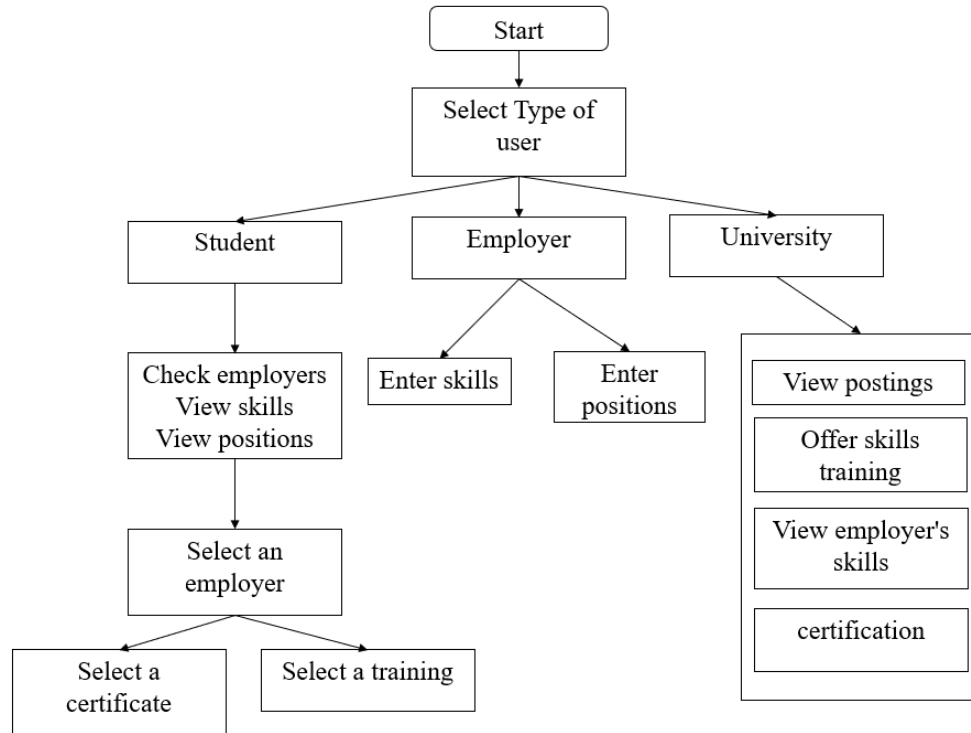 Start
Select Type of
user
Student
Employer
University
Check employers
View skills
View positions
Enter skills
Enter
positions
View postings
Offer skills
training
View employer's
skills
certification
Select an
employer
Select a
certificate
Select a training